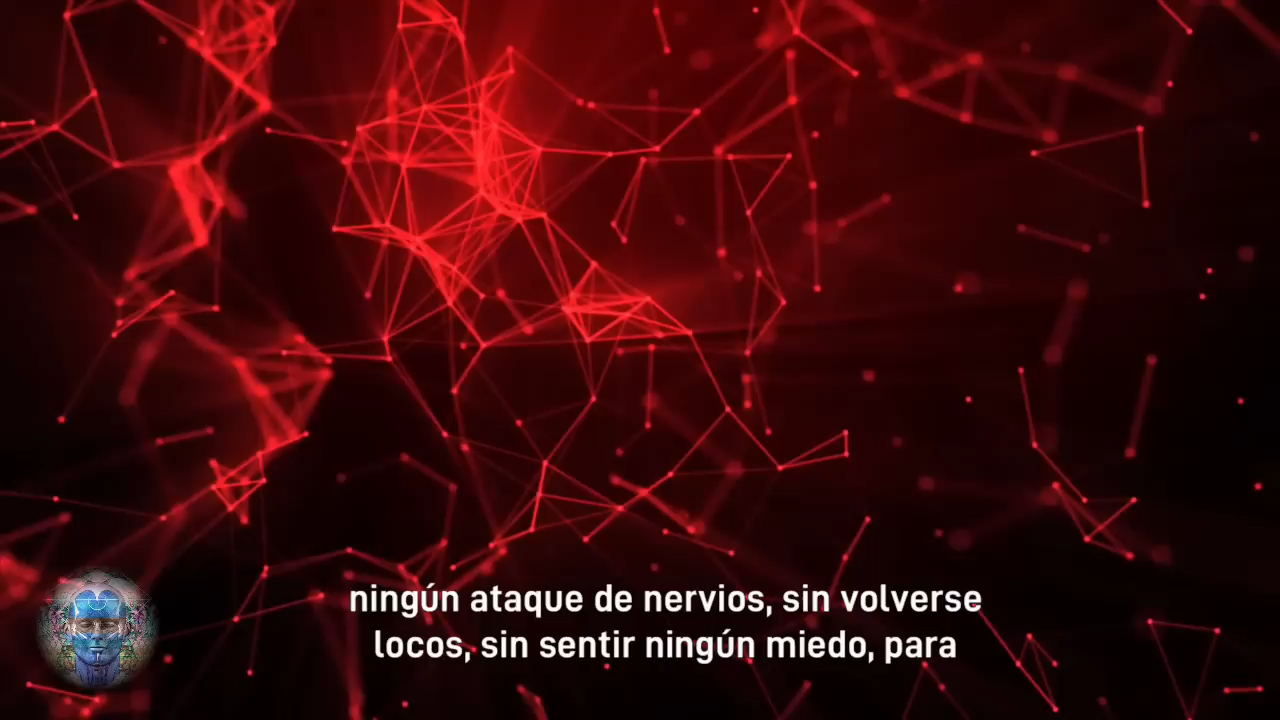 ningún ataque de nervios, sin volverse
locos, sin sentir ningún miedo, para